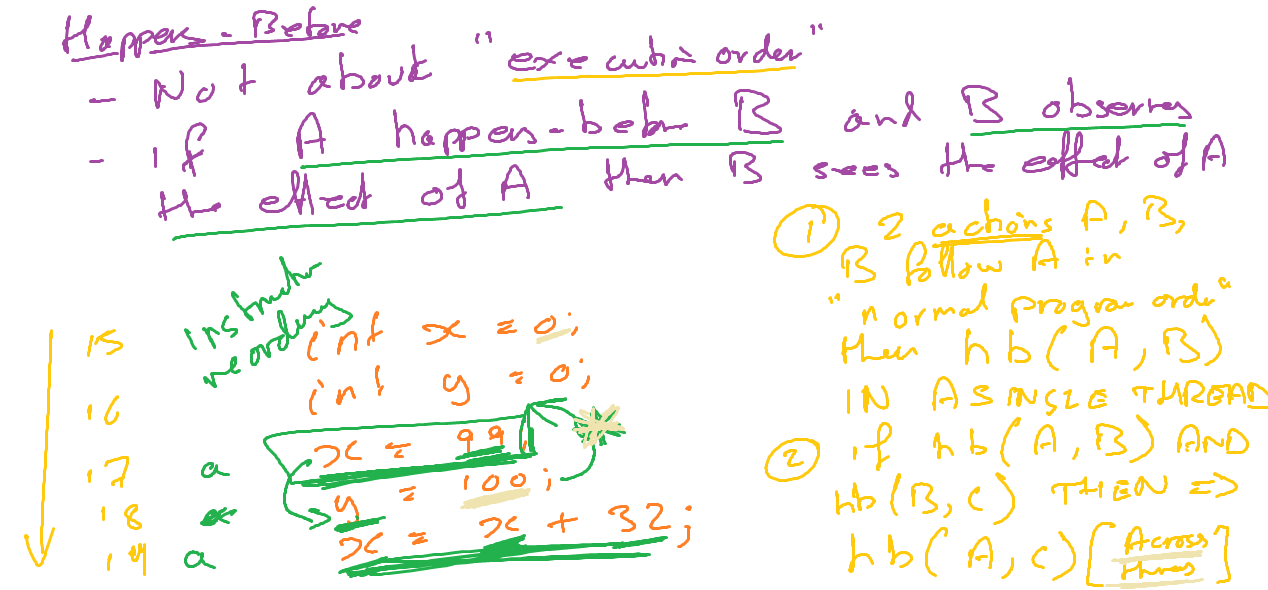 Happens-Before
- Not about "execution order"
- if A happens-before B and B observes
the effect of A then B sees the effect of A
① 2 actions A, B,
B follow A in
"normal program order"
then hb(A, B)
IN A SINGLE THREAD
② if hb(A, B) AND
hb(B, C) THEN =>
hb(A, C) [Across
threads]
instruction
reordering
15 int x = 0;
16 int y = 0;
17 a x = 99;
18 y = 100;
19 a x = x + 32;